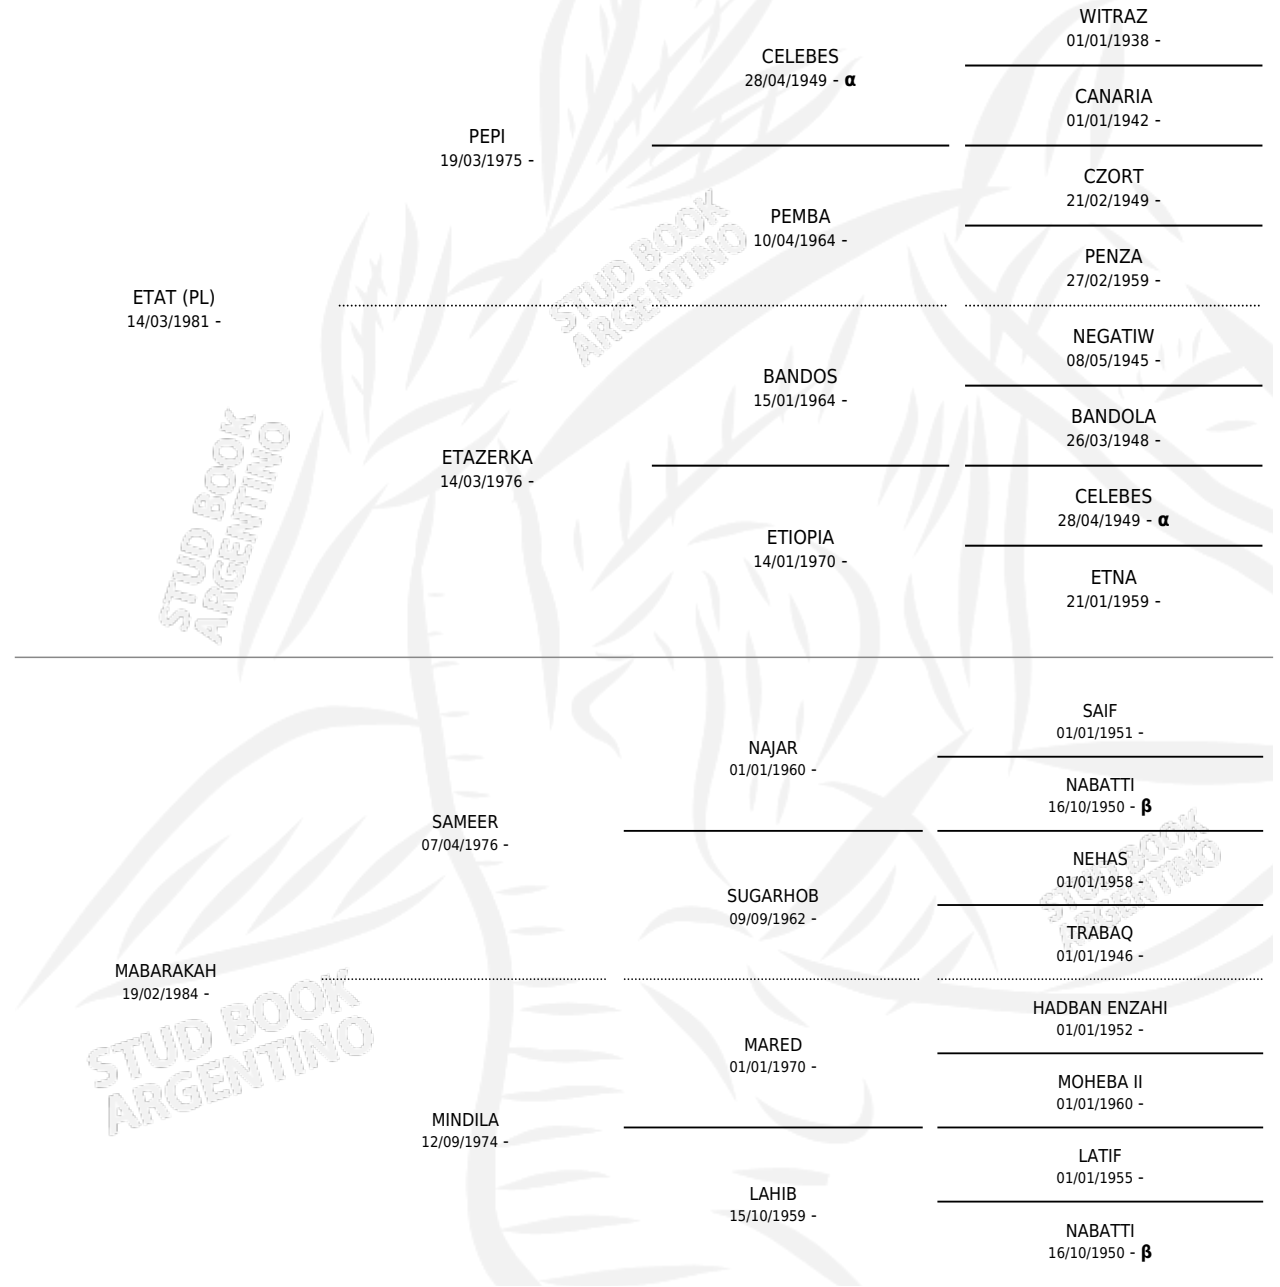 WITRAZ
01/01/1938 -
CELEBES
28/04/1949 - α
CANARIA
01/01/1942 -
PEPI
19/03/1975 -
CZORT
21/02/1949 -
PEMBA
10/04/1964 -
PENZA
27/02/1959 -
ETAT (PL)
14/03/1981 -
NEGATIW
08/05/1945 -
BANDOS
15/01/1964 -
BANDOLA
26/03/1948 -
ETAZERKA
14/03/1976 -
CELEBES
28/04/1949 - α
ETIOPIA
14/01/1970 -
ETNA
21/01/1959 -
STUD BOOK
ARGENTINO
STUD BOOK
ARGENTINO
SAIF
01/01/1951 -
NAJAR
01/01/1960 -
NABATTI
16/10/1950 - β
SAMEER
07/04/1976 -
NEHAS
01/01/1958 -
SUGARHOB
09/09/1962 -
TRABAQ
01/01/1946 -
MABARAKAH
19/02/1984 -
HADBAN ENZAHI
01/01/1952 -
MARED
01/01/1970 -
MOHEBA II
01/01/1960 -
MINDILA
12/09/1974 -
LATIF
01/01/1955 -
LAHIB
15/10/1959 -
NABATTI
16/10/1950 - β
STUD BOOK
ARGENTINO
STUD BOOK
ARGENTINO